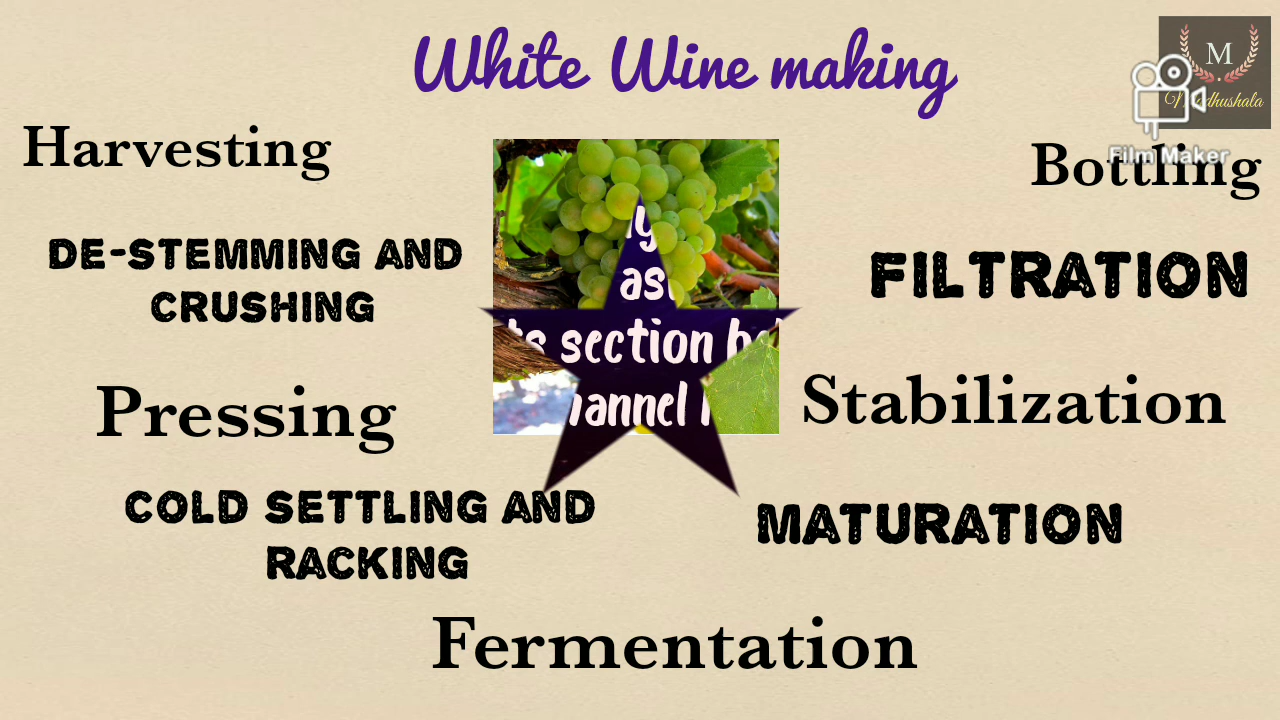 White Wine making
M
Film Maker
Harvesting
Bottling
DE-STEMMING AND
CRUSHING
FILTRATION
section
Pressing
Stabilization
COLD SETTLING AND
RACKING
MATURATION
Fermentation